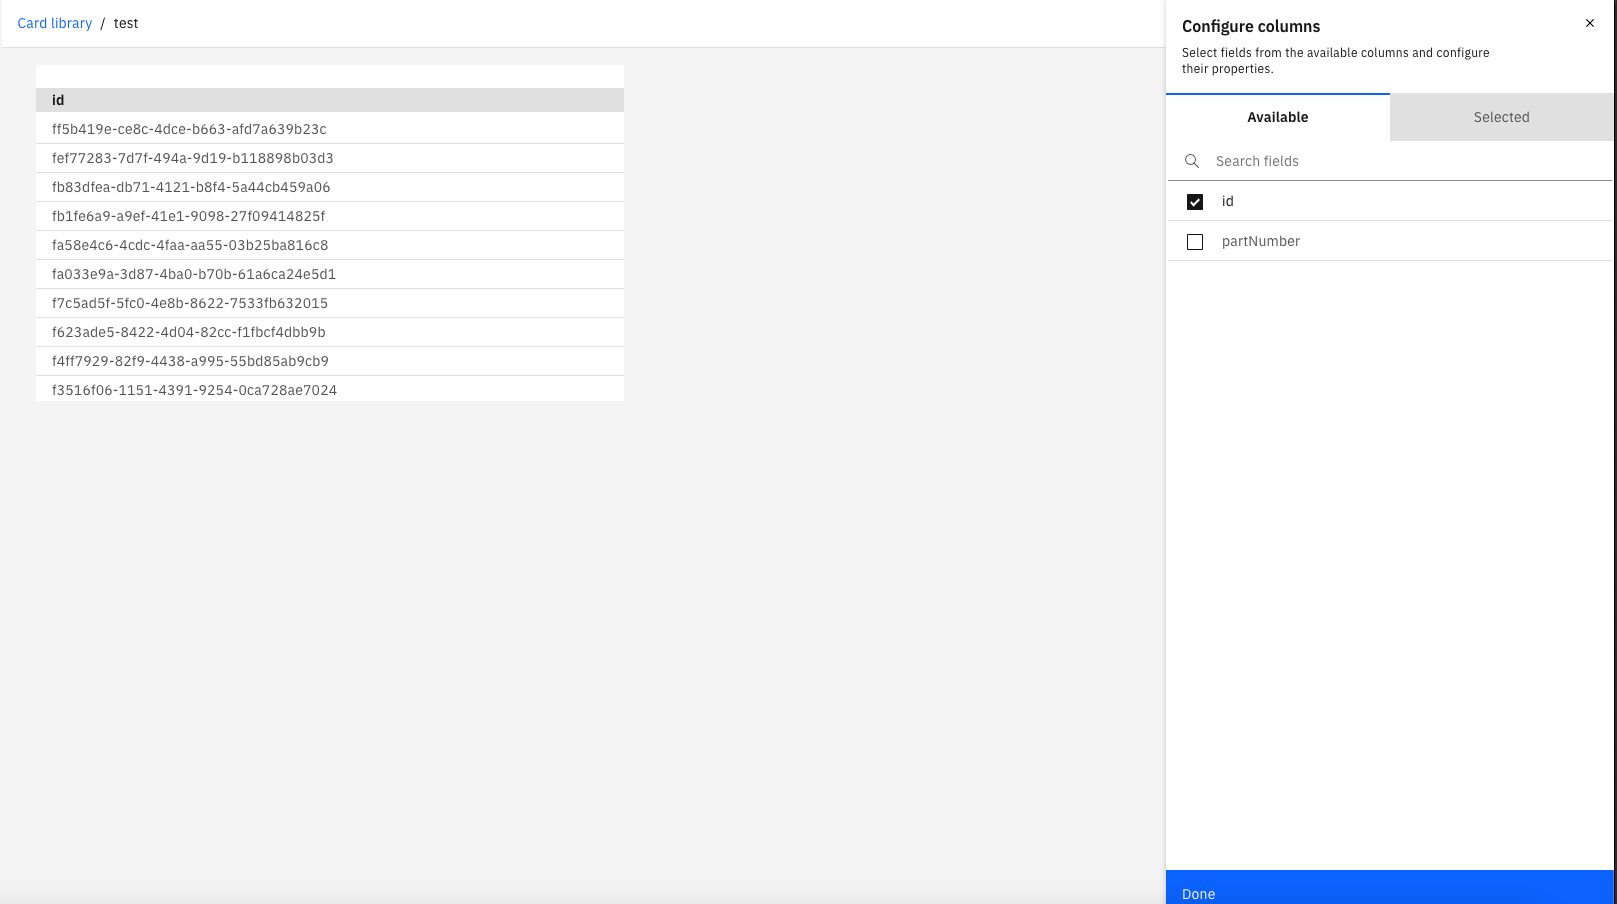 Card library / test
id
ff5b419e-ce8c-4dce-b663-afd7a639b23c
fef77283-7d7f-494a-9d19-b118898b03d3
fb83dfea-db71-4121-b8f4-5a44cb459a06
fb1fe6a9-a9ef-41e1-9098-27f09414825f
fa58e4c6-4cdc-4faa-aa55-03b25ba816c8
fa033e9a-3d87-4ba0-b70b-61a6ca24e5d1
f7c5ad5f-5fc0-4e8b-8622-7533fb632015
f623ade5-8422-4d04-82cc-f1fbcf4dbb9b
f4ff7929-82f9-4438-a995-55bd85ab9cb9
f3516f06-1151-4391-9254-0ca728ae7024
Configure columns
Select fields from the available columns and configure
their properties.
Available
Selected
Search fields
id
partNumber
Done